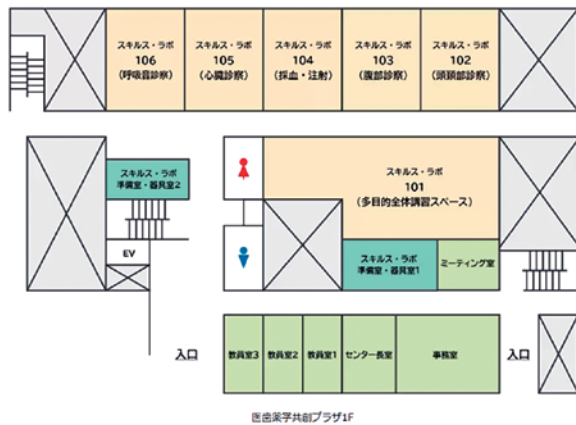 スキルス・ラボ
106
（呼吸音診察）
スキルス・ラボ
105
（心臓診察）
スキルス・ラボ
104
（採血・注射）
スキルス・ラボ
103
（腹部診察）
スキルス・ラボ
102
（頭頸部診察）
スキルス・ラボ
準備室・器具室2
スキルス・ラボ
101
（多目的全体講習スペース）
EV
スキルス・ラボ
準備室・器具室1
ミーティング室
入口
教員室3
教員室2
教員室1
センター長室
事務室
入口
医歯薬学共創プラザ1F